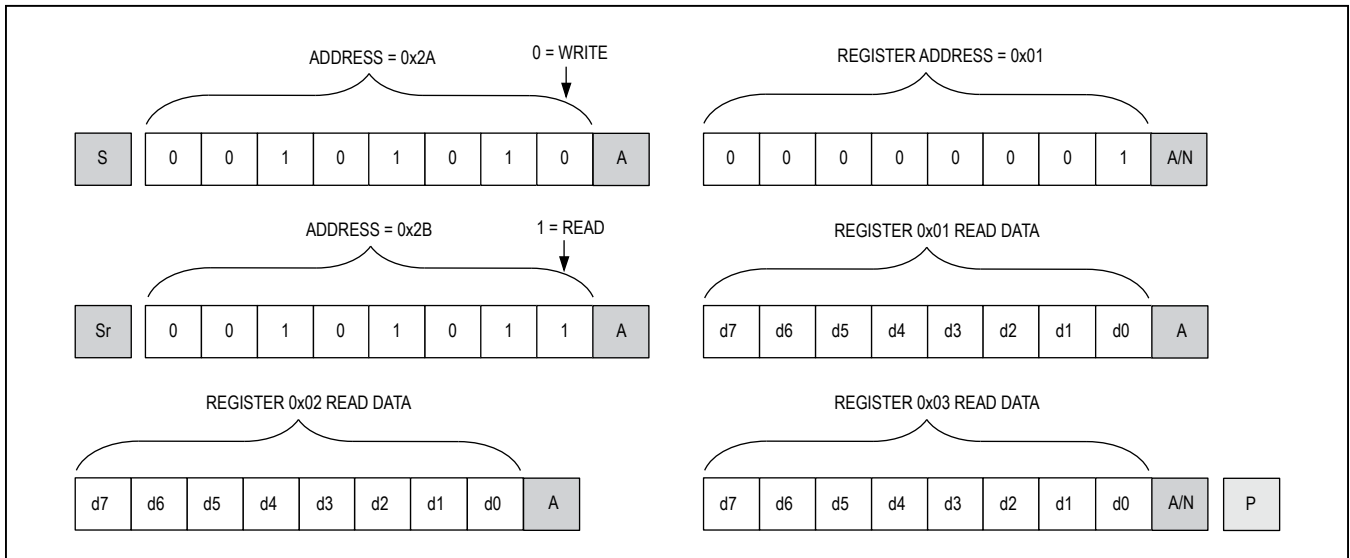 ADDRESS = 0x2A 0 = WRITE REGISTER ADDRESS = 0x01
S 0 0 1 0 1 0 1 0 A 0 0 0 0 0 0 0 1 A/N
ADDRESS = 0x2B 1 = READ REGISTER 0x01 READ DATA
Sr 0 0 1 0 1 0 1 1 A d7 d6 d5 d4 d3 d2 d1 d0 A
REGISTER 0x02 READ DATA REGISTER 0x03 READ DATA
d7 d6 d5 d4 d3 d2 d1 d0 A d7 d6 d5 d4 d3 d2 d1 d0 A/N P